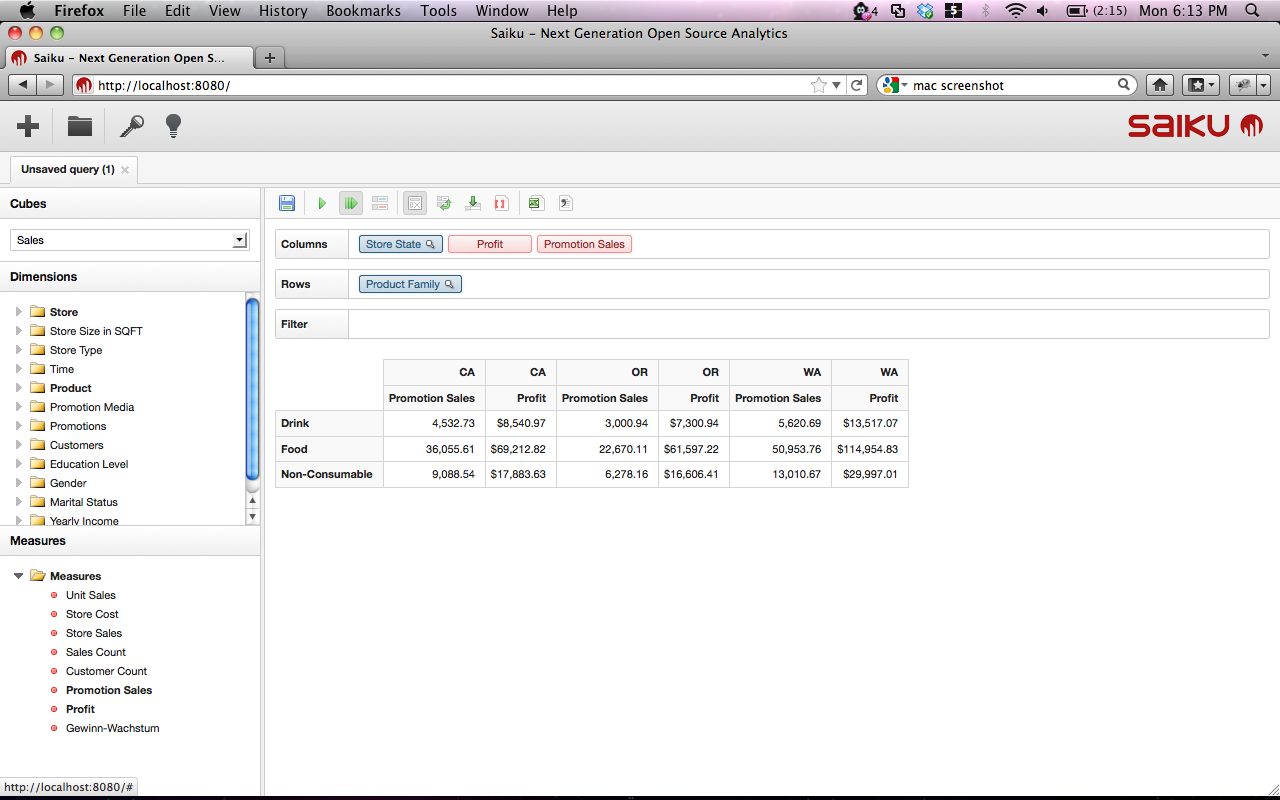 Firefox File Edit View History Bookmarks Tools Window Help 4 5 (2:15) Mon 6:13 PM
Saiku - Next Generation Open Source Analytics
Saiku - Next Generation Open S...
http://localhost:8080/ mac screenshot
saiku
Unsaved query (1)
Cubes
Sales
Dimensions
Store
Store Size in SQFT
Store Type
Time
Product
Promotion Media
Promotions
Customers
Education Level
Gender
Marital Status
Yearly Income
Measures
Measures
Unit Sales
Store Cost
Store Sales
Sales Count
Customer Count
Promotion Sales
Profit
Gewinn-Wachstum
http://localhost:8080/#
Columns Store State Profit Promotion Sales
Rows Product Family
Filter
CA CA OR OR WA WA
Promotion Sales Profit Promotion Sales Profit Promotion Sales Profit
Drink 4,532.73 $8,540.97 3,000.94 $7,300.94 5,620.69 $13,517.07
Food 36,055.61 $69,212.82 22,670.11 $61,597.22 50,953.76 $114,954.83
Non-Consumable 9,088.54 $17,883.63 6,278.16 $16,606.41 13,010.67 $29,997.01